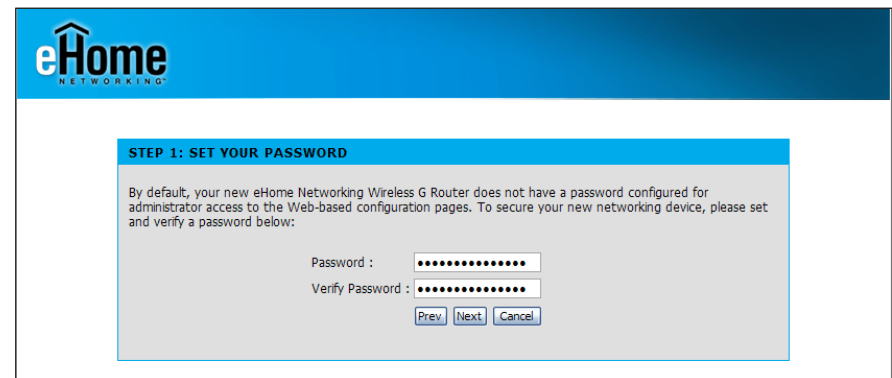 eHome
NETWORKING™
STEP 1: SET YOUR PASSWORD
By default, your new eHome Networking Wireless G Router does not have a password configured for
administrator access to the Web-based configuration pages. To secure your new networking device, please set
and verify a password below:
Password : •••••••••••••••
Verify Password : •••••••••••••••
Prev Next Cancel